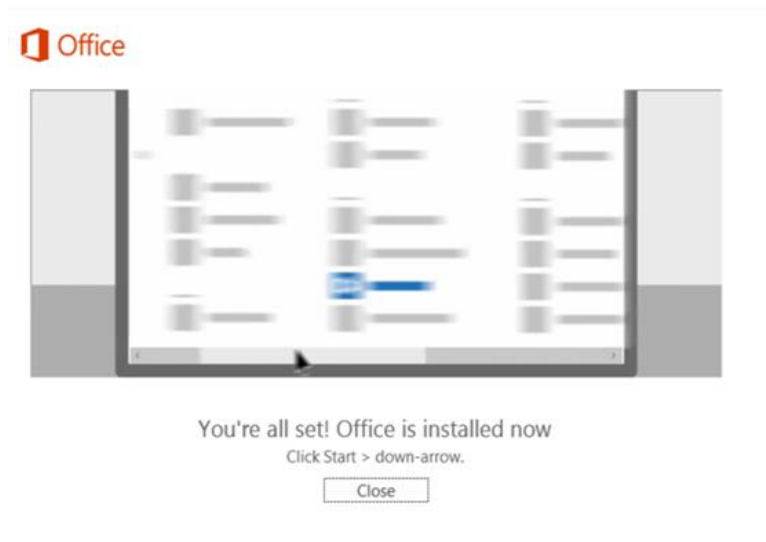 Office
You're all set! Office is installed now
Click Start > down-arrow.
Close